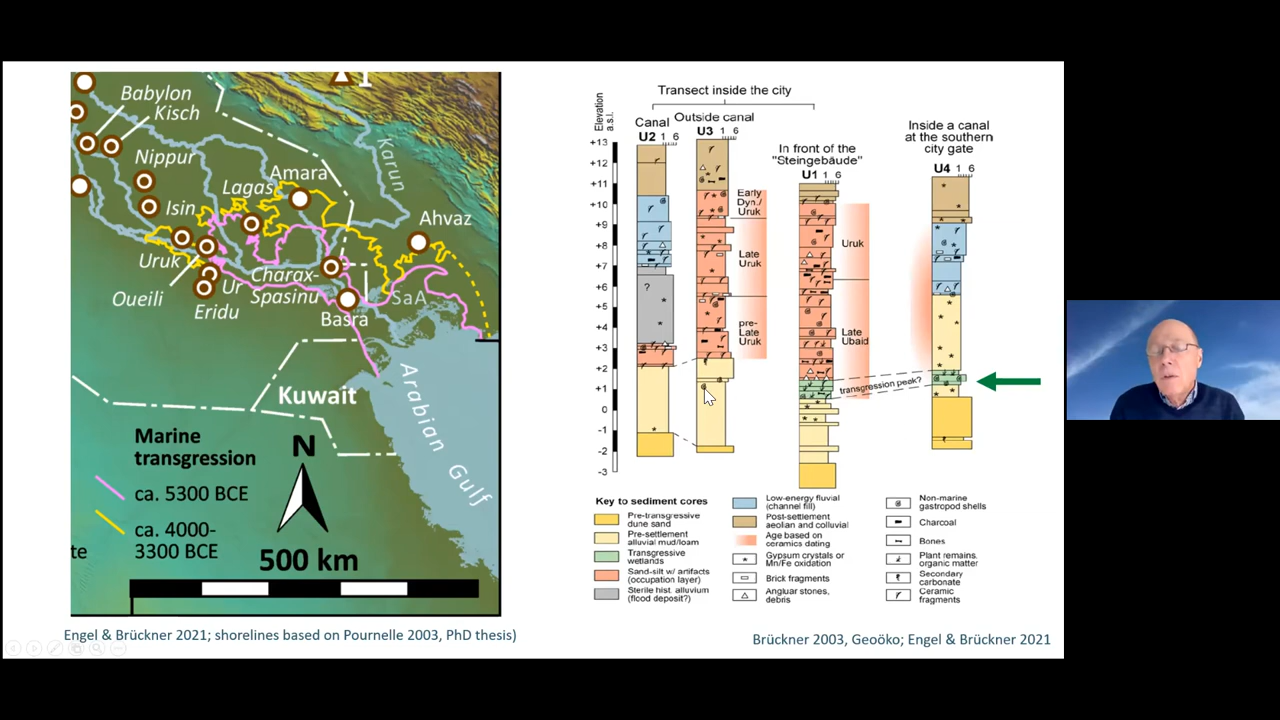 Babylon
Kisch
Nippur
Karun
Amara
Lagas
Isin
Ahvaz
Uruk
Charax-
Spasinu
SaA
Oueili
Ur
Eridu
Basra
Kuwait
Arabian Gulf
Marine
transgression
N
ca. 5300 BCE
ca. 4000-
3300 BCE
te
500 km
Engel & Brückner 2021; shorelines based on Pournelle 2003, PhD thesis)
Transect inside the city
Elevation
a.s.l.
Canal
U2 1 6
Outside canal
U3 1 6
In front of the
"Steingebäude"
U1 1 6
Inside a canal
at the southern
city gate
U4 1 6
+13
+12
+11
+10
+9
+8
+7
+6
+5
+4
+3
+2
+1
0
-1
-2
-3
?
Early
Dyn./
Uruk
Late
Uruk
pre-
Late
Uruk
Uruk
Late
Ubaid
transgression peak?
Key to sediment cores
Pre-transgressive
dune sand
Pre-settlement
alluvial mud/loam
Transgressive
wetlands
Sand-silt w/ artifacts
(occupation layer)
Sterile hist. alluvium
(flood deposit?)
Low-energy fluvial
(channel fill)
Post-settlement
aeolian and colluvial
Age based on
ceramics dating
Gypsum crystals or
Mn/Fe oxidation
Brick fragments
Angluar stones,
debris
Non-marine
gastropod shells
Charcoal
Bones
Plant remains,
organic matter
Secondary
carbonate
Ceramic
fragments
Brückner 2003, Geoöko; Engel & Brückner 2021